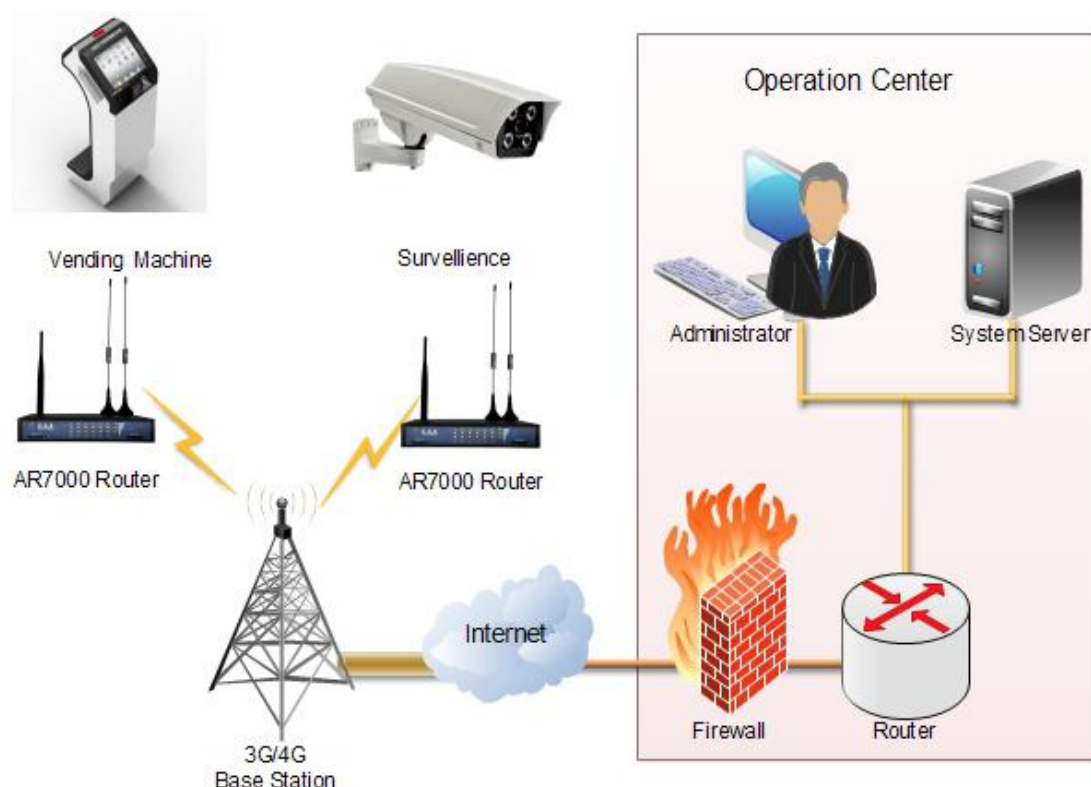 Operation Center
Vending Machine
Survellience
Administrator
System Server
AR7000 Router
AR7000 Router
Internet
Firewall
Router
3G/4G
Base Station